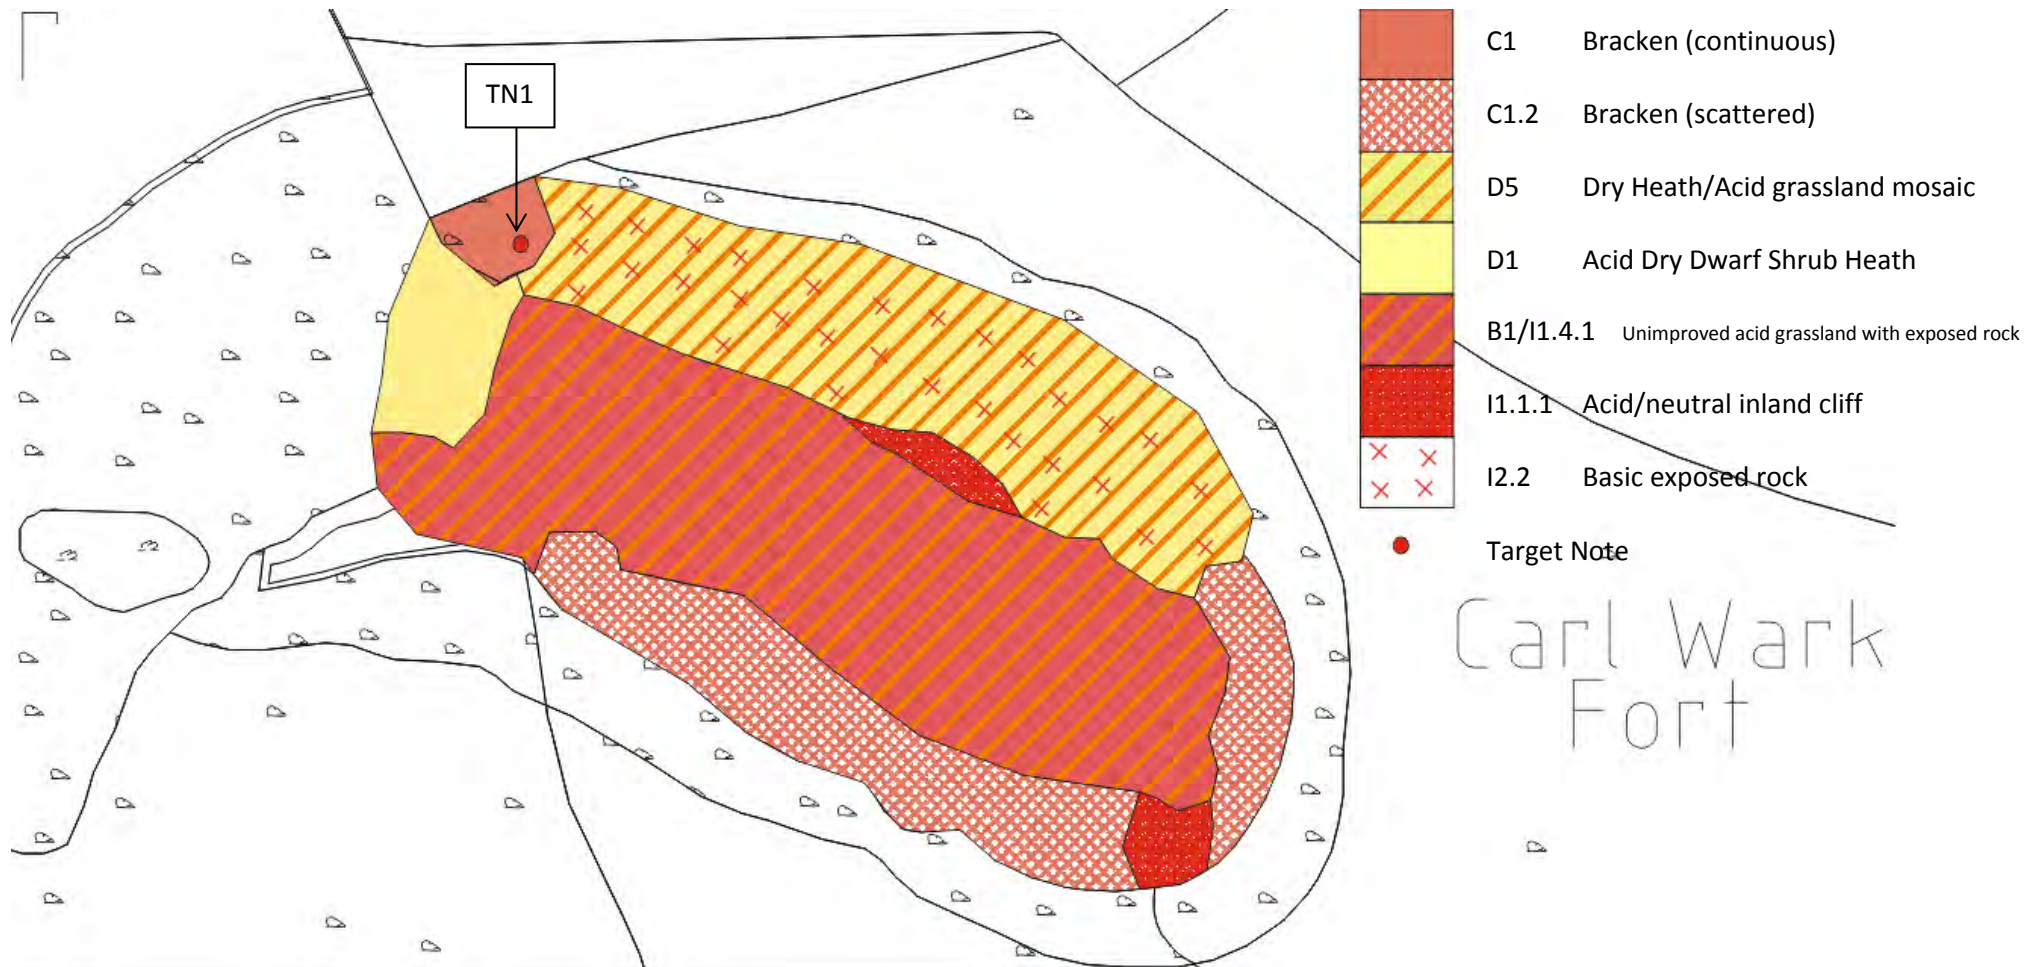 TN1
C1 Bracken (continuous)
C1.2 Bracken (scattered)
D5 Dry Heath/Acid grassland mosaic
D1 Acid Dry Dwarf Shrub Heath
B1/I1.4.1 Unimproved acid grassland with exposed rock
I1.1.1 Acid/neutral inland cliff
I2.2 Basic exposed rock
Target Note
Carl Wark
Fort